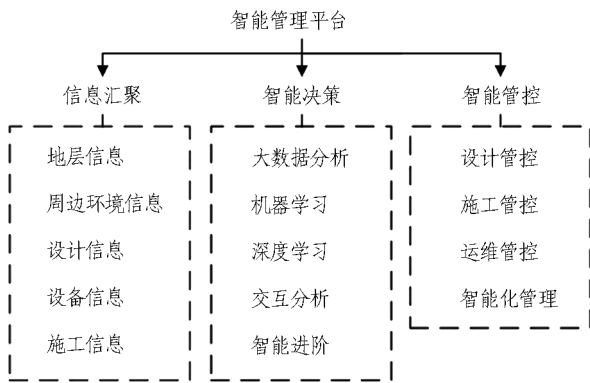 智能管理平台
信息汇聚
智能决策
智能管控
地层信息
周边环境信息
设计信息
设备信息
施工信息
大数据分析
机器学习
深度学习
交互分析
智能进阶
设计管控
施工管控
运维管控
智能化管理